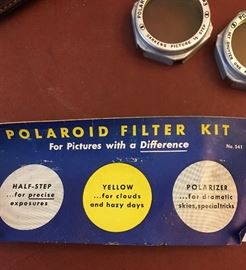 POLAROID FILTER KIT
For Pictures with a Difference
No. 541
HALF-STEP
...for precise
exposures
YELLOW
...for clouds
and hazy days
POLARIZER
...for dramatic
skies, special tricks